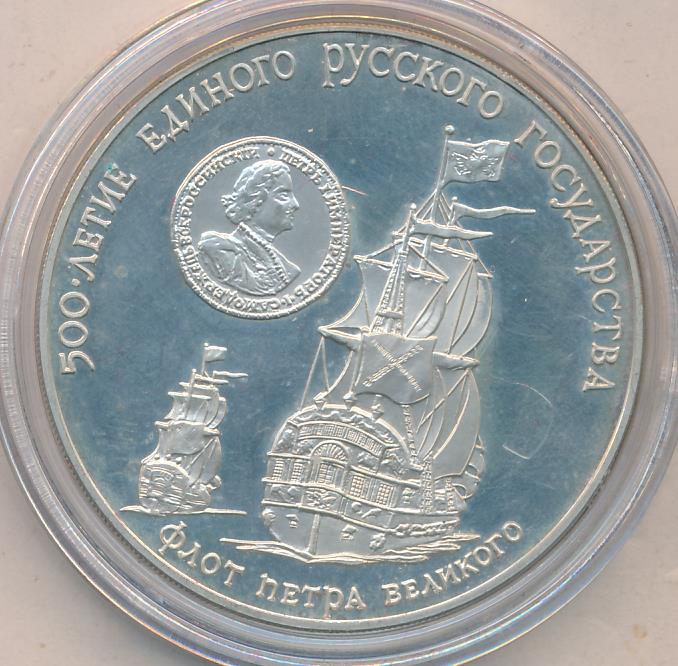 500-ЛЕТИЕ ЕДИНОГО РУССКОГО ГОСУДАРСТВА
ФЛОТ ПЕТРА ВЕЛИКОГО